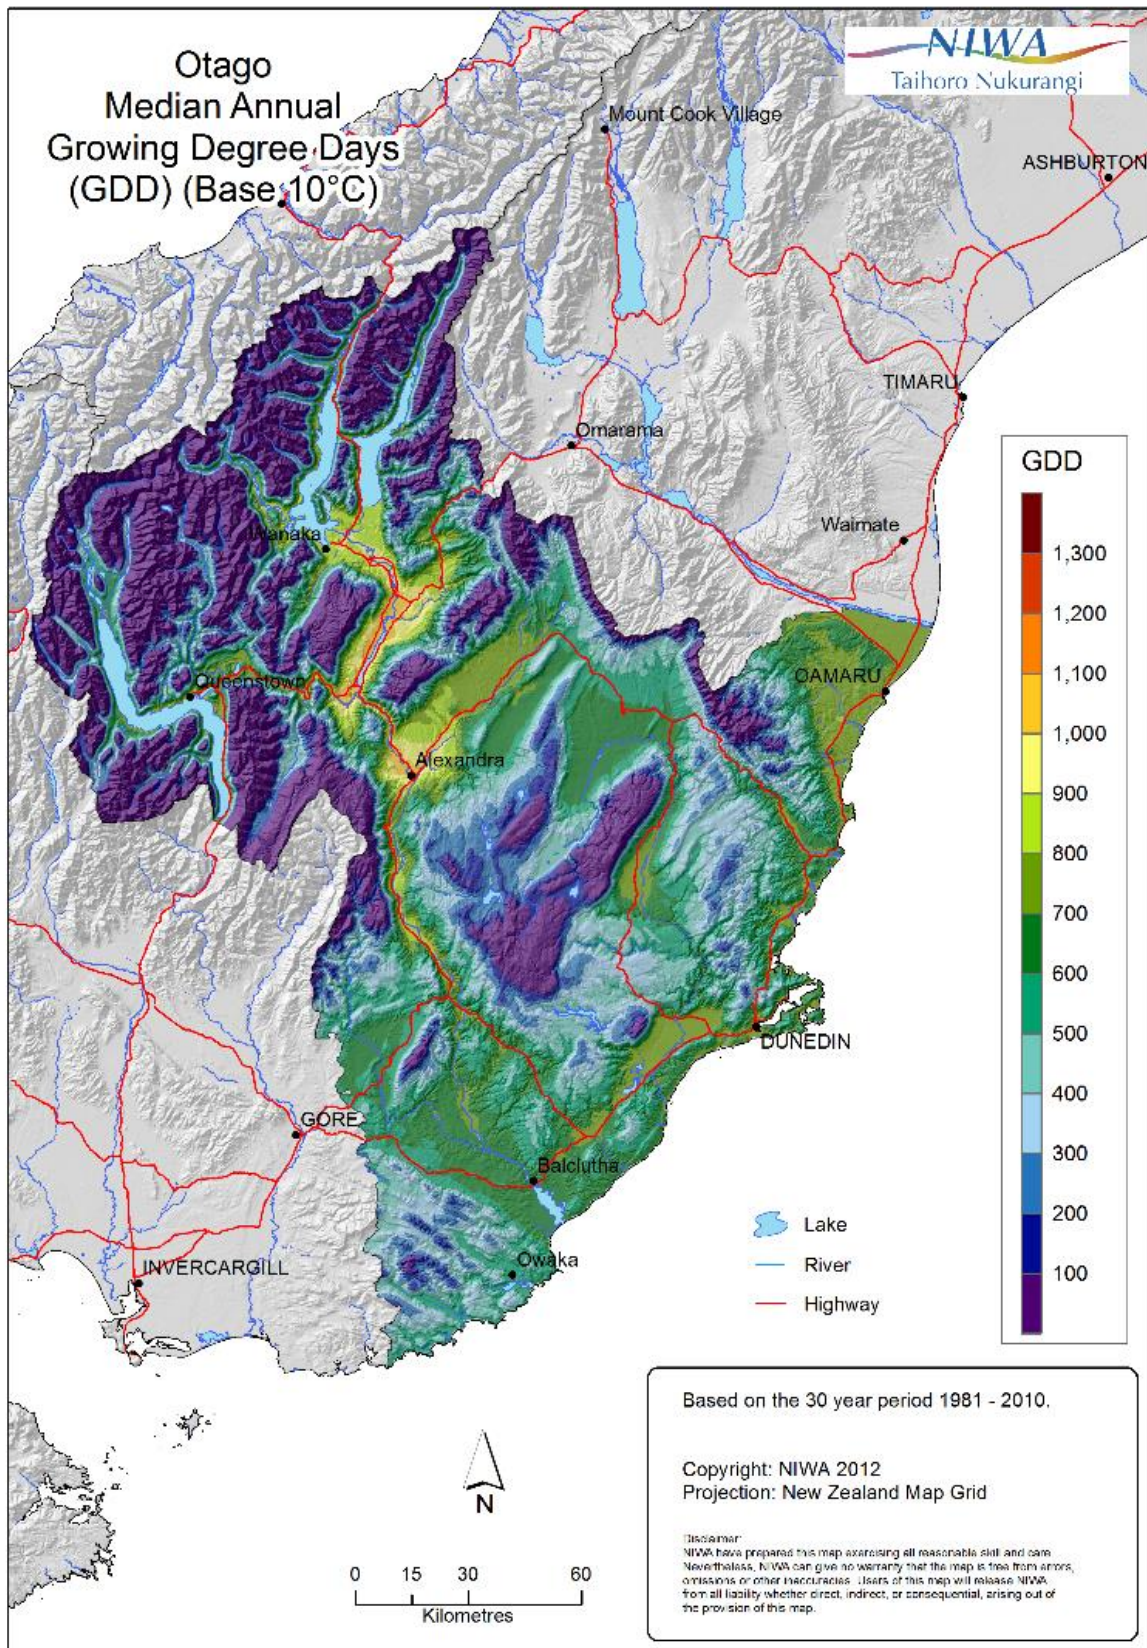 Otago
Median Annual
Growing Degree Days
(GDD) (Base 10°C)
NIWA
Taihoro Nukurangi
Mount Cook Village
ASHBURTON
TIMARU
Omarama
Waimate
Wanaka
OAMARU
Queenstown
Alexandra
DUNEDIN
GORE
Balclutha
Owaka
INVERCARGILL
GDD
1,300
1,200
1,100
1,000
900
800
700
600
500
400
300
200
100
Lake
River
Highway
N
0 15 30 60
Kilometres
Based on the 30 year period 1981 - 2010.
Copyright: NIWA 2012
Projection: New Zealand Map Grid
Disclaimer:
NIWA have prepared this map exercising all reasonable skill and care.
Nevertheless, NIWA can give no warranty that the map is free from errors,
omissions or other inaccuracies. Users of this map will release NIWA
from all liability whether direct, indirect, or consequential, arising out of
the provision of this map.